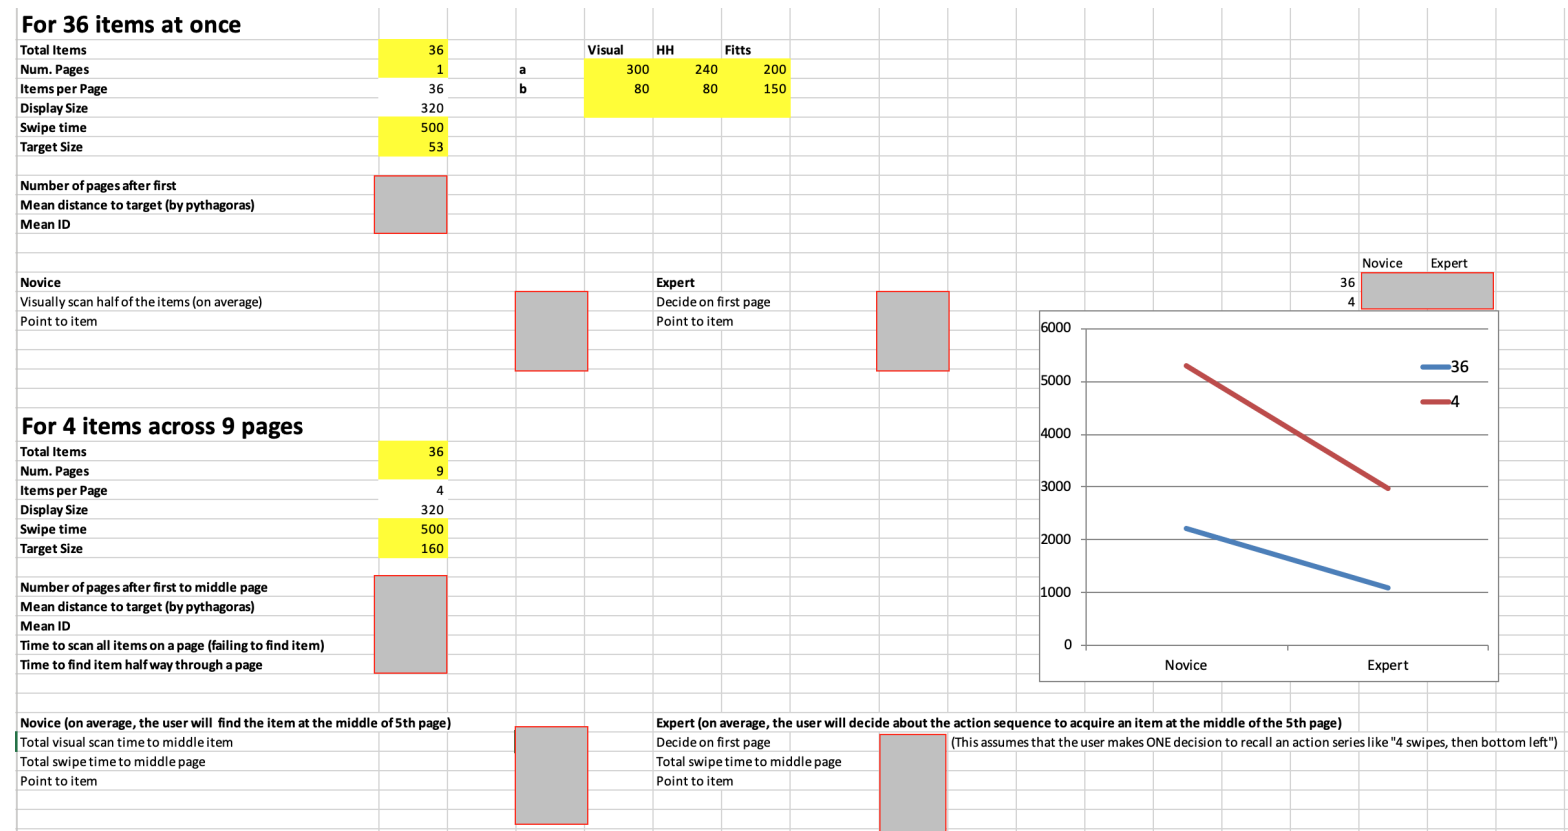 For 36 items at once
Total Items 36 Visual HH Fitts
Num. Pages 1 a 300 240 200
Items per Page 36 b 80 80 150
Display Size 320
Swipe time 500
Target Size 53
Number of pages after first
Mean distance to target (by pythagoras)
Mean ID
Novice Expert
Novice Expert 36
Visually scan half of the items (on average) Decide on first page 4
Point to item Point to item
6000
36
5000
4
4000
3000
2000
1000
0
Novice Expert
For 4 items across 9 pages
Total Items 36
Num. Pages 9
Items per Page 4
Display Size 320
Swipe time 500
Target Size 160
Number of pages after first to middle page
Mean distance to target (by pythagoras)
Mean ID
Time to scan all items on a page (failing to find item)
Time to find item half way through a page
Novice (on average, the user will find the item at the middle of 5th page) Expert (on average, the user will decide about the action sequence to acquire an item at the middle of the 5th page)
Total visual scan time to middle item Decide on first page (This assumes that the user makes ONE decision to recall an action series like "4 swipes, then bottom left")
Total swipe time to middle page Total swipe time to middle page
Point to item Point to item